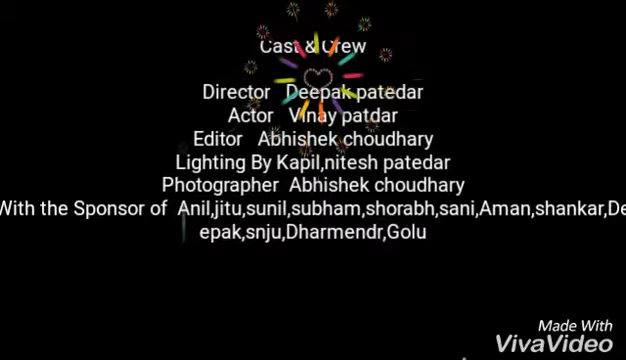 Cast & Crew
Director Deepak patedar
Actor Vinay patdar
Editor Abhishek choudhary
Lighting By Kapil,nitesh patedar
Photographer Abhishek choudhary
With the Sponsor of Anil,jitu,sunil,subham,shorabh,sani,Aman,shankar,De
epak,snju,Dharmendr,Golu
Made With
VivaVideo